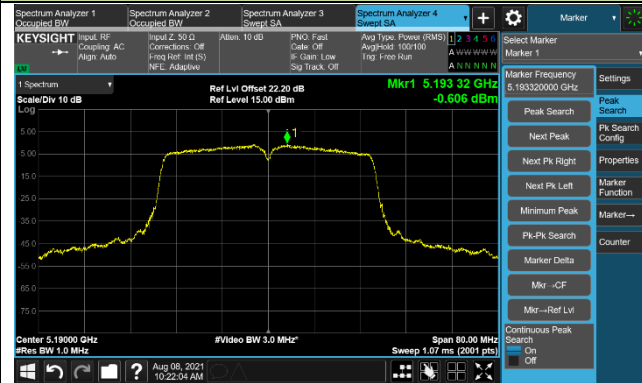 Spectrum Analyzer 1
Occupied BW
Spectrum Analyzer 2
Occupied BW
Spectrum Analyzer 3
Swept SA
Spectrum Analyzer 4
Swept SA
+
Marker
KEYSIGHT
Input: RF
Coupling: AC
Align: Auto
Input Z: 50 Ω
Corrections: Off
Freq Ref: Int (S)
NFE: Adaptive
Atten: 10 dB
PNO: Fast
Gate: Off
IF Gain: Low
Sig Track: Off
Avg Type: Power (RMS)
Avg|Hold: 100/100
Trig: Free Run
1 2 3 4 5 6
A W W W W W
A N N N N N
LXI
Select Marker
Marker 1
1 Spectrum
Scale/Div 10 dB
Ref Lvl Offset 22.20 dB
Ref Level 15.00 dBm
Mkr1 5.193 32 GHz
-0.606 dBm
Log
5.00
-5.00
-15.0
-25.0
-35.0
-45.0
-55.0
-65.0
-75.0
1
Center 5.19000 GHz
#Res BW 1.0 MHz
#Video BW 3.0 MHz*
Span 80.00 MHz
Sweep 1.07 ms (2001 pts)
Marker Frequency
5.193320000 GHz
Peak Search
Next Peak
Next Pk Right
Next Pk Left
Minimum Peak
Pk-Pk Search
Marker Delta
Mkr→CF
Mkr→Ref Lvl
Continuous Peak
Search
On
Off
Settings
Peak
Search
Pk Search
Config
Properties
Marker
Function
Marker→
Counter
?
Aug 08, 2021
10:22:04 AM